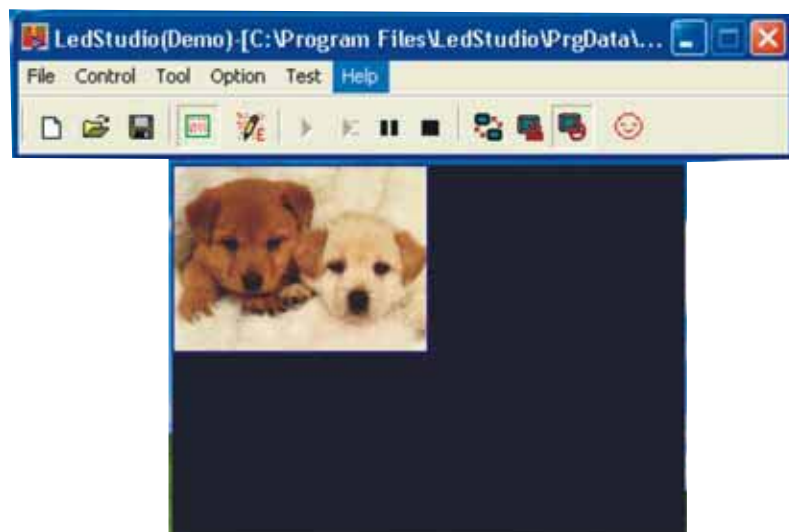 LedStudio(Demo)-[C:\Program Files\LedStudio\PrgData\...
File Control Tool Option Test Help
E